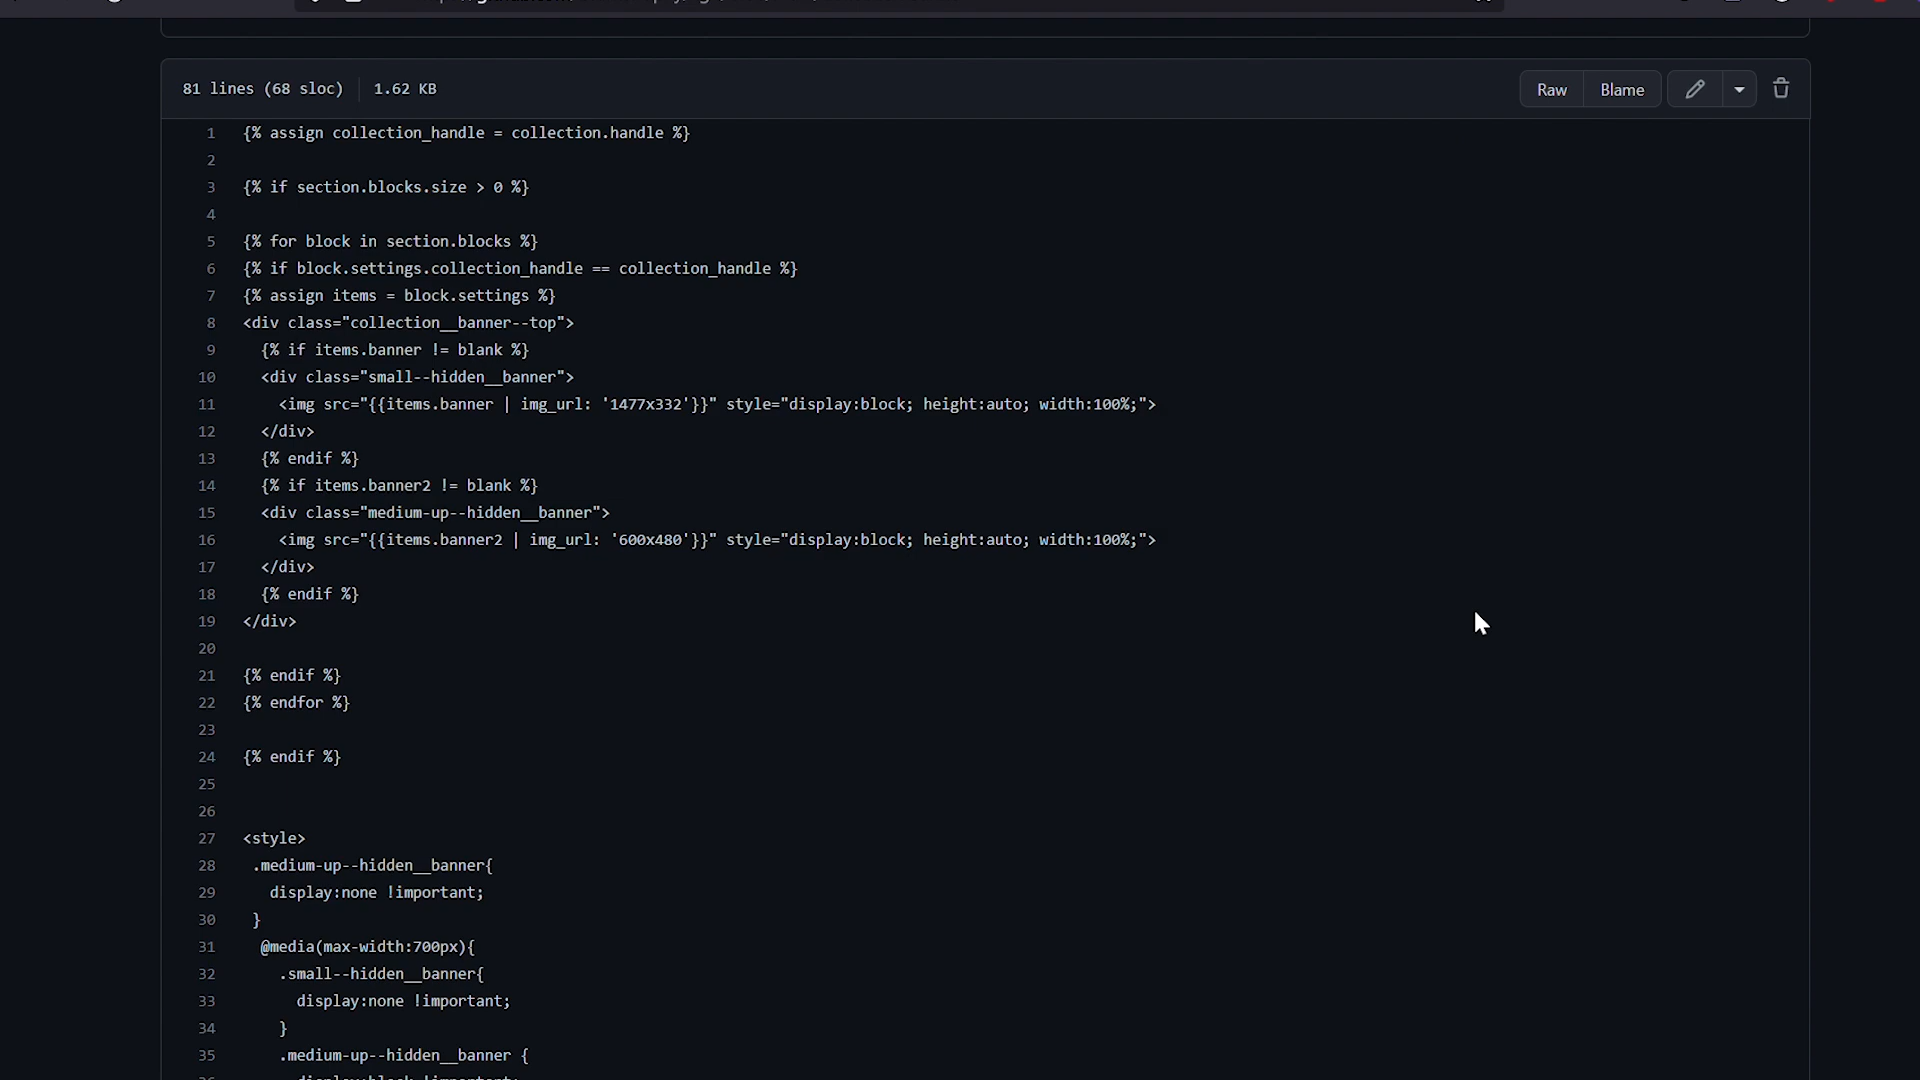 81 lines (68 sloc) 1.62 KB
Raw Blame
1 {% assign collection_handle = collection.handle %}
2
3 {% if section.blocks.size > 0 %}
4
5 {% for block in section.blocks %}
6 {% if block.settings.collection_handle == collection_handle %}
7 {% assign items = block.settings %}
8 <div class="collection__banner--top">
9 {% if items.banner != blank %}
10 <div class="small--hidden__banner">
11 <img src="{{items.banner | img_url: '1477x332'}}" style="display:block; height:auto; width:100%;">
12 </div>
13 {% endif %}
14 {% if items.banner2 != blank %}
15 <div class="medium-up--hidden__banner">
16 <img src="{{items.banner2 | img_url: '600x480'}}" style="display:block; height:auto; width:100%;">
17 </div>
18 {% endif %}
19 </div>
20
21 {% endif %}
22 {% endfor %}
23
24 {% endif %}
25
26
27 <style>
28 .medium-up--hidden__banner{
29 display:none !important;
30 }
31 @media(max-width:700px){
32 .small--hidden__banner{
33 display:none !important;
34 }
35 .medium-up--hidden__banner {
36 display:block !important;